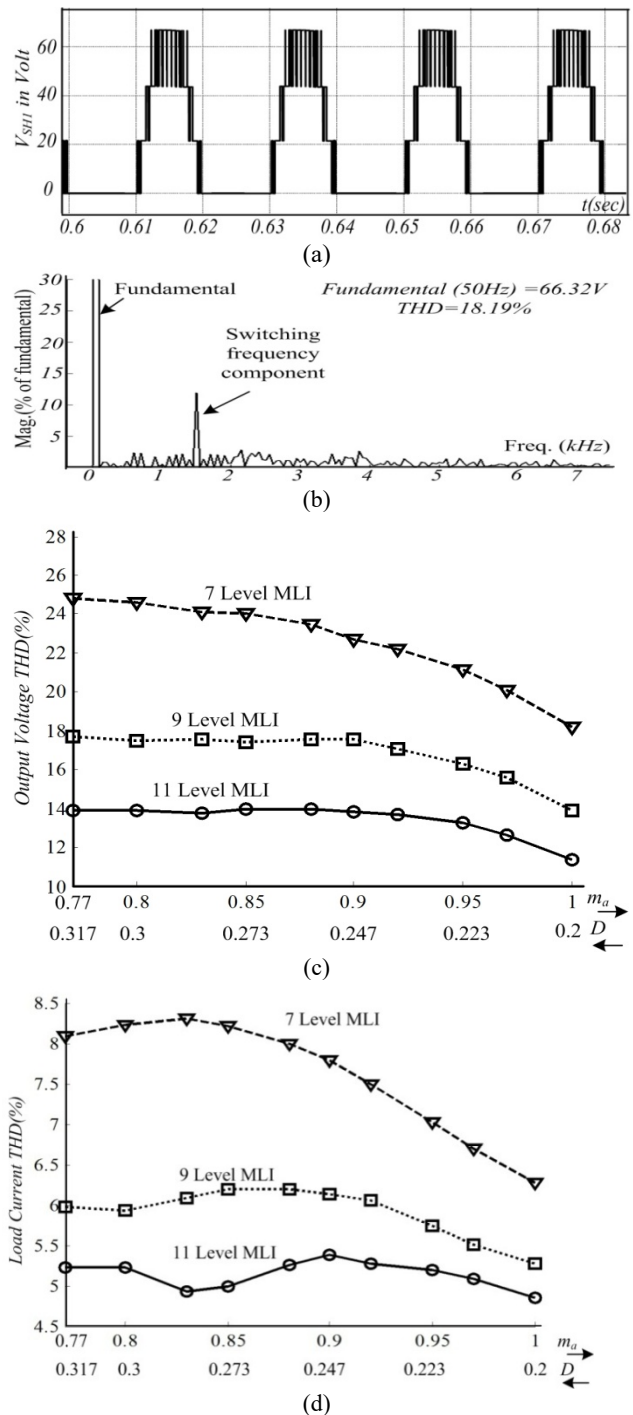 60
40
20
0
V_SH1 in Volt
0.6 0.61 0.62 0.63 0.64 0.65 0.66 0.67 0.68
t(sec)
(a)
30
25
20
15
10
5
Mag.(% of fundamental)
Fundamental
Fundamental (50Hz) =66.32V
THD=18.19%
Switching
frequency
component
Freq. (kHz)
0 1 2 3 4 5 6 7
(b)
28
26
24
22
20
18
16
14
12
10
Output Voltage THD(%)
7 Level MLI
9 Level MLI
11 Level MLI
0.77 0.8 0.85 0.9 0.95 1 m_a
0.317 0.3 0.273 0.247 0.223 0.2 D
(c)
8.5
8
7.5
7
6.5
6
5.5
5
4.5
Load Current THD(%)
7 Level MLI
9 Level MLI
11 Level MLI
0.77 0.8 0.85 0.9 0.95 1 m_a
0.317 0.3 0.273 0.247 0.223 0.2 D
(d)